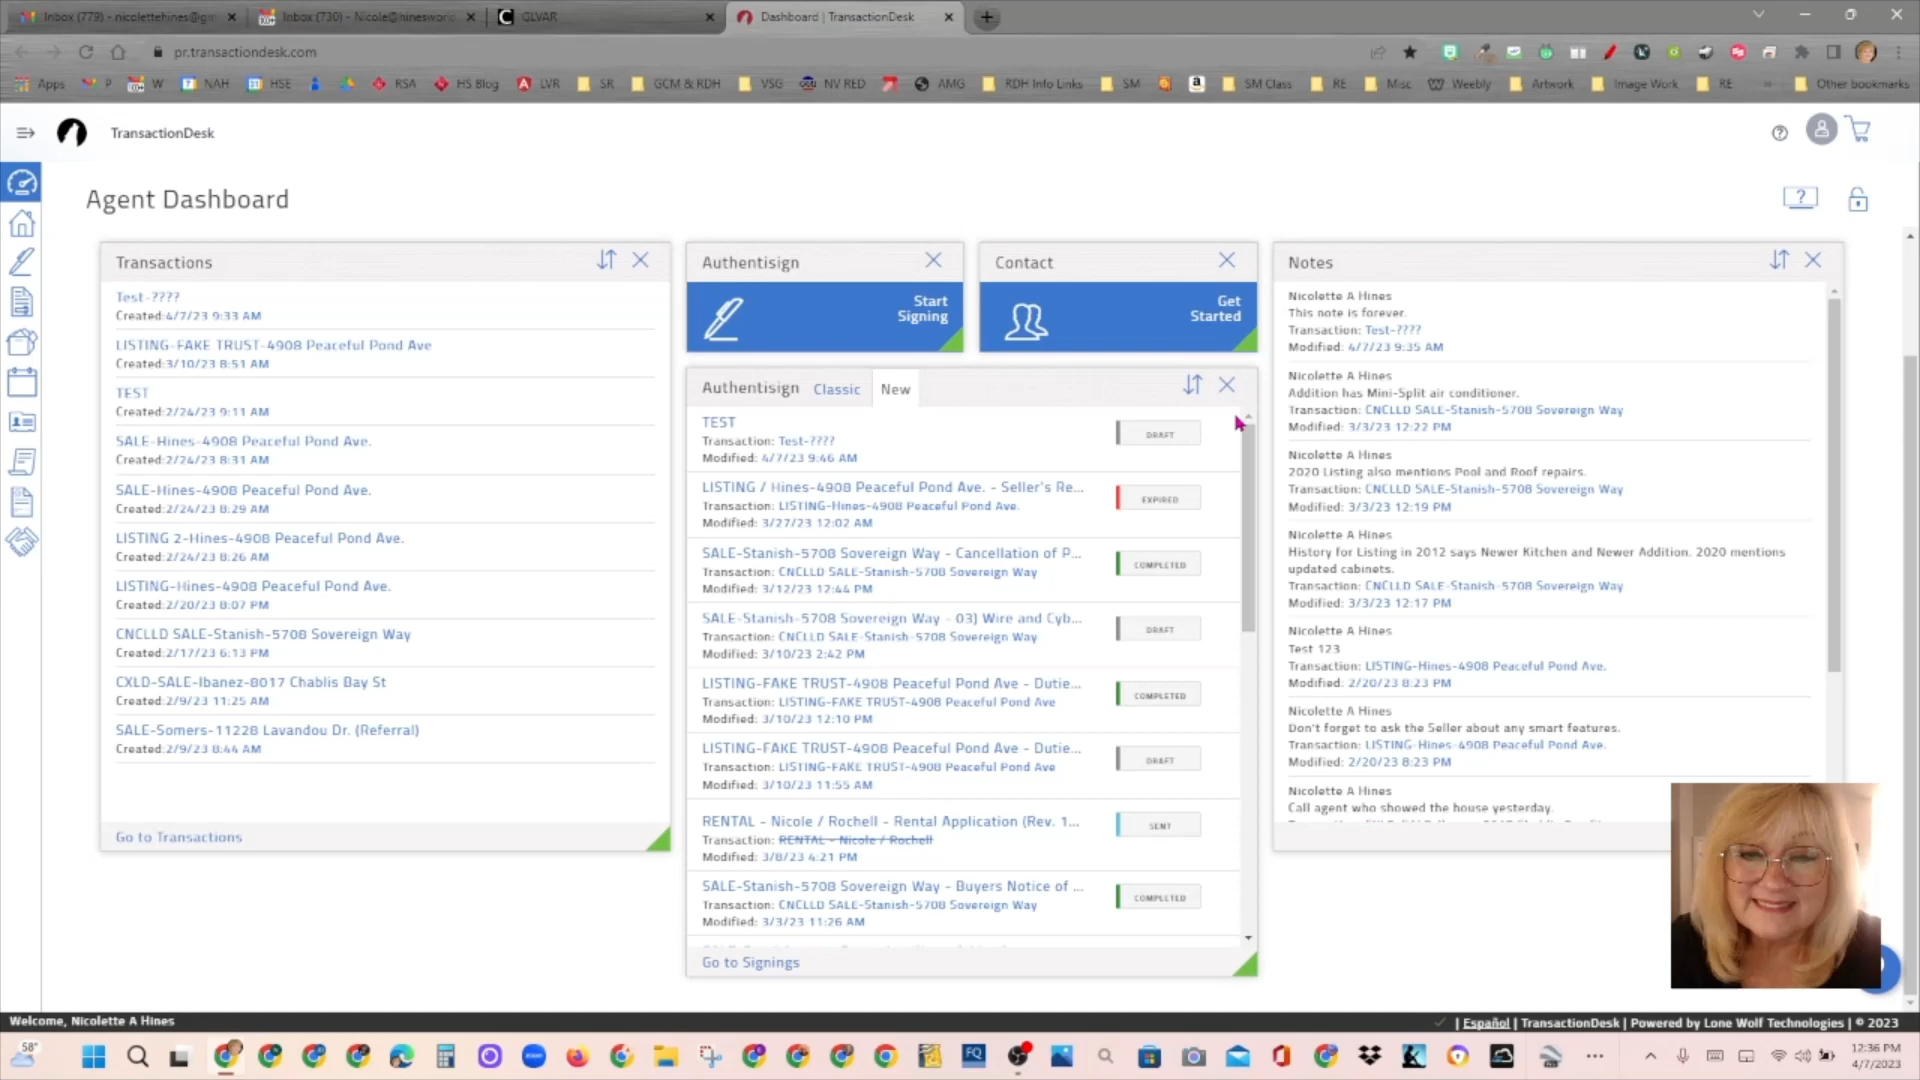 Inbox (779) - nicolettehines@gm
Inbox (730) - Nicole@hinesworld
GLVAR
Dashboard | TransactionDesk
pr.transactiondesk.com
Apps
P
W
NAH
HSE
RSA
HS Blog
LVR
SR
GCM & RDH
VSG
NV RED
AMG
RDH Info Links
SM
SM Class
RE
Misc
Weebly
Artwork
Image Work
RE
Other bookmarks
TransactionDesk
Agent Dashboard
Transactions
Test-????
Created:4/7/23 9:33 AM
LISTING-FAKE TRUST-4908 Peaceful Pond Ave
Created:3/10/23 8:51 AM
TEST
Created:2/24/23 9:11 AM
SALE-Hines-4908 Peaceful Pond Ave.
Created:2/24/23 8:31 AM
SALE-Hines-4908 Peaceful Pond Ave.
Created:2/24/23 8:29 AM
LISTING 2-Hines-4908 Peaceful Pond Ave.
Created:2/24/23 8:26 AM
LISTING-Hines-4908 Peaceful Pond Ave.
Created:2/20/23 8:07 PM
CNCLLD SALE-Stanish-5708 Sovereign Way
Created:2/17/23 6:13 PM
CXLD-SALE-Ibanez-8017 Chablis Bay St
Created:2/9/23 11:25 AM
SALE-Somers-11228 Lavandou Dr. (Referral)
Created:2/9/23 8:44 AM
Go to Transactions
Authentisign
Start
Signing
Contact
Get
Started
Authentisign Classic New
TEST
Transaction: Test-????
Modified: 4/7/23 9:46 AM
DRAFT
LISTING / Hines-4908 Peaceful Pond Ave. - Seller's Re...
Transaction: LISTING-Hines-4908 Peaceful Pond Ave.
Modified: 3/27/23 12:02 AM
EXPIRED
SALE-Stanish-5708 Sovereign Way - Cancellation of P...
Transaction: CNCLLD SALE-Stanish-5708 Sovereign Way
Modified: 3/12/23 12:44 PM
COMPLETED
SALE-Stanish-5708 Sovereign Way - 03) Wire and Cyb...
Transaction: CNCLLD SALE-Stanish-5708 Sovereign Way
Modified: 3/10/23 2:42 PM
DRAFT
LISTING-FAKE TRUST-4908 Peaceful Pond Ave - Dutie...
Transaction: LISTING-FAKE TRUST-4908 Peaceful Pond Ave
Modified: 3/10/23 12:10 PM
COMPLETED
LISTING-FAKE TRUST-4908 Peaceful Pond Ave - Dutie...
Transaction: LISTING-FAKE TRUST-4908 Peaceful Pond Ave
Modified: 3/10/23 11:55 AM
DRAFT
RENTAL - Nicole / Rochell - Rental Application (Rev. 1...
Transaction: RENTAL - Nicole / Rochell
Modified: 3/8/23 4:21 PM
SENT
SALE-Stanish-5708 Sovereign Way - Buyers Notice of ...
Transaction: CNCLLD SALE-Stanish-5708 Sovereign Way
Modified: 3/3/23 11:26 AM
COMPLETED
Go to Signings
Notes
Nicolette A Hines
This note is forever.
Transaction: Test-????
Modified: 4/7/23 9:35 AM
Nicolette A Hines
Addition has Mini-Split air conditioner.
Transaction: CNCLLD SALE-Stanish-5708 Sovereign Way
Modified: 3/3/23 12:22 PM
Nicolette A Hines
2020 Listing also mentions Pool and Roof repairs.
Transaction: CNCLLD SALE-Stanish-5708 Sovereign Way
Modified: 3/3/23 12:19 PM
Nicolette A Hines
History for Listing in 2012 says Newer Kitchen and Newer Addition. 2020 mentions
updated cabinets.
Transaction: CNCLLD SALE-Stanish-5708 Sovereign Way
Modified: 3/3/23 12:17 PM
Nicolette A Hines
Test 123
Transaction: LISTING-Hines-4908 Peaceful Pond Ave.
Modified: 2/20/23 8:23 PM
Nicolette A Hines
Don't forget to ask the Seller about any smart features.
Transaction: LISTING-Hines-4908 Peaceful Pond Ave.
Modified: 2/20/23 8:23 PM
Nicolette A Hines
Call agent who showed the house yesterday.
Welcome, Nicolette A Hines
| Español | TransactionDesk | Powered by Lone Wolf Technologies | © 2023
58°
FQ
12:36 PM
4/7/2023